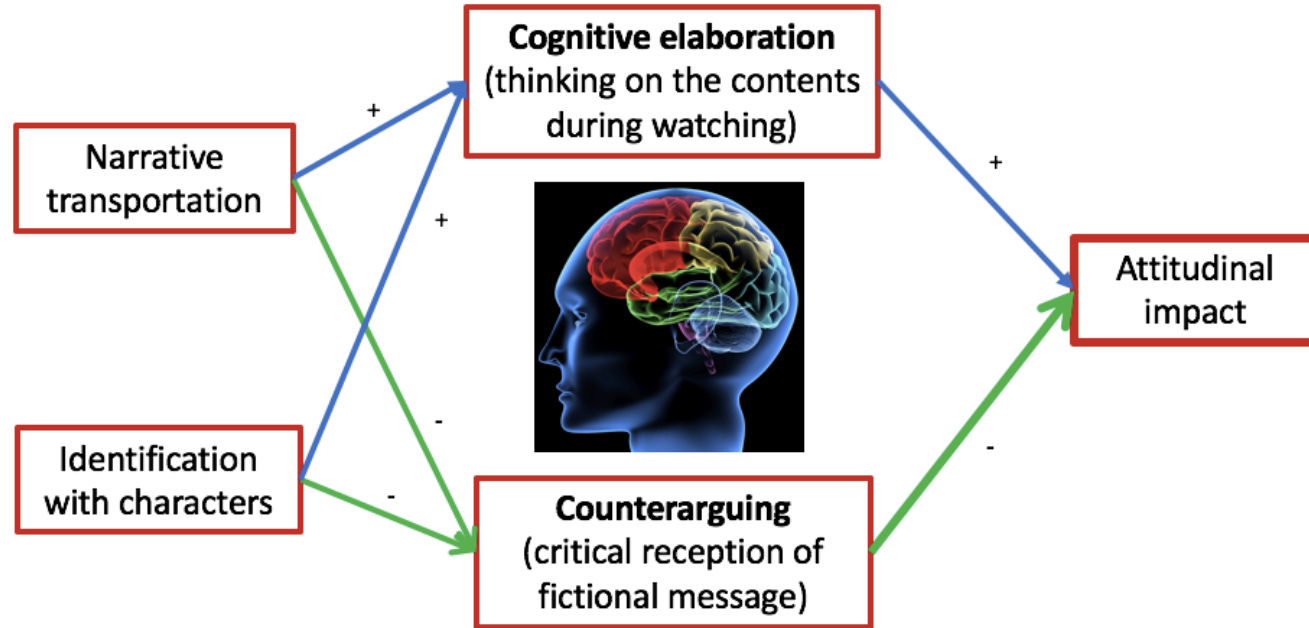 Cognitive elaboration
(thinking on the contents
during watching)
+
Narrative
transportation
+
+
Attitudinal
impact
-
Identification
with characters
-
-
Counterarguing
(critical reception of
fictional message)